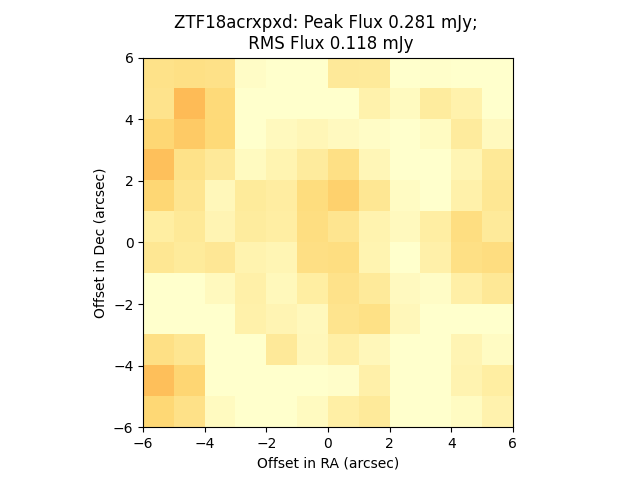 ZTF18acrxpxd: Peak Flux 0.281 mJy;
RMS Flux 0.118 mJy
6
4
2
0
−2
−4
−6
Offset in Dec (arcsec)
−6 −4 −2 0 2 4 6
Offset in RA (arcsec)